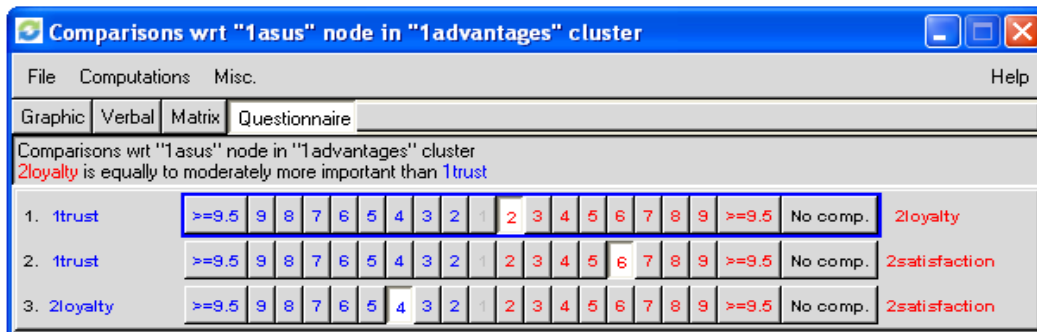 Comparisons wrt "1asus" node in "1advantages" cluster
File Computations Misc. Help
Graphic Verbal Matrix Questionnaire
Comparisons wrt "1asus" node in "1advantages" cluster
2loyalty is equally to moderately more important than 1trust
1. 1trust >=9.5 9 8 7 6 5 4 3 2 1 2 3 4 5 6 7 8 9 >=9.5 No comp. 2loyalty
2. 1trust >=9.5 9 8 7 6 5 4 3 2 1 2 3 4 5 6 7 8 9 >=9.5 No comp. 2satisfaction
3. 2loyalty >=9.5 9 8 7 6 5 4 3 2 1 2 3 4 5 6 7 8 9 >=9.5 No comp. 2satisfaction